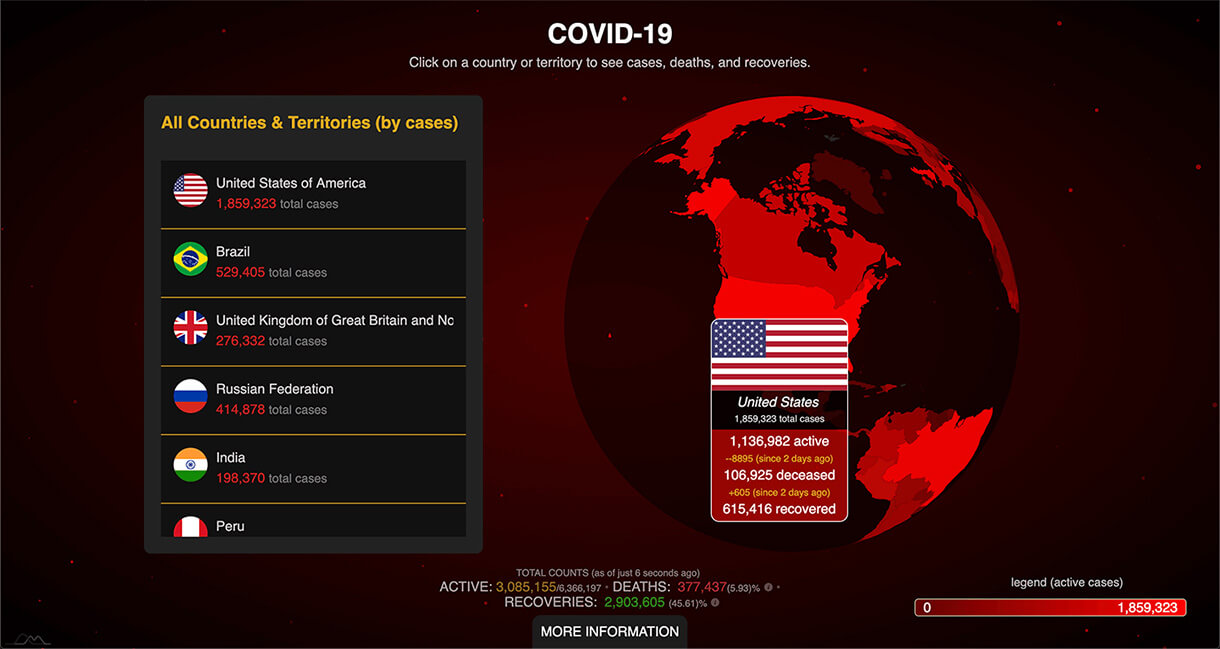 COVID-19
Click on a country or territory to see cases, deaths, and recoveries.
All Countries & Territories (by cases)
United States of America
1,859,323 total cases
Brazil
529,405 total cases
United Kingdom of Great Britain and No
276,332 total cases
Russian Federation
414,878 total cases
India
198,370 total cases
Peru
United States
1,859,323 total cases
1,136,982 active
--8895 (since 2 days ago)
106,925 deceased
+605 (since 2 days ago)
615,416 recovered
TOTAL COUNTS (as of just 6 seconds ago)
ACTIVE: 3,085,155/6,366,197 • DEATHS: 377,437(5.93)% •
RECOVERIES: 2,903,605 (45.61)%
MORE INFORMATION
legend (active cases)
0 1,859,323